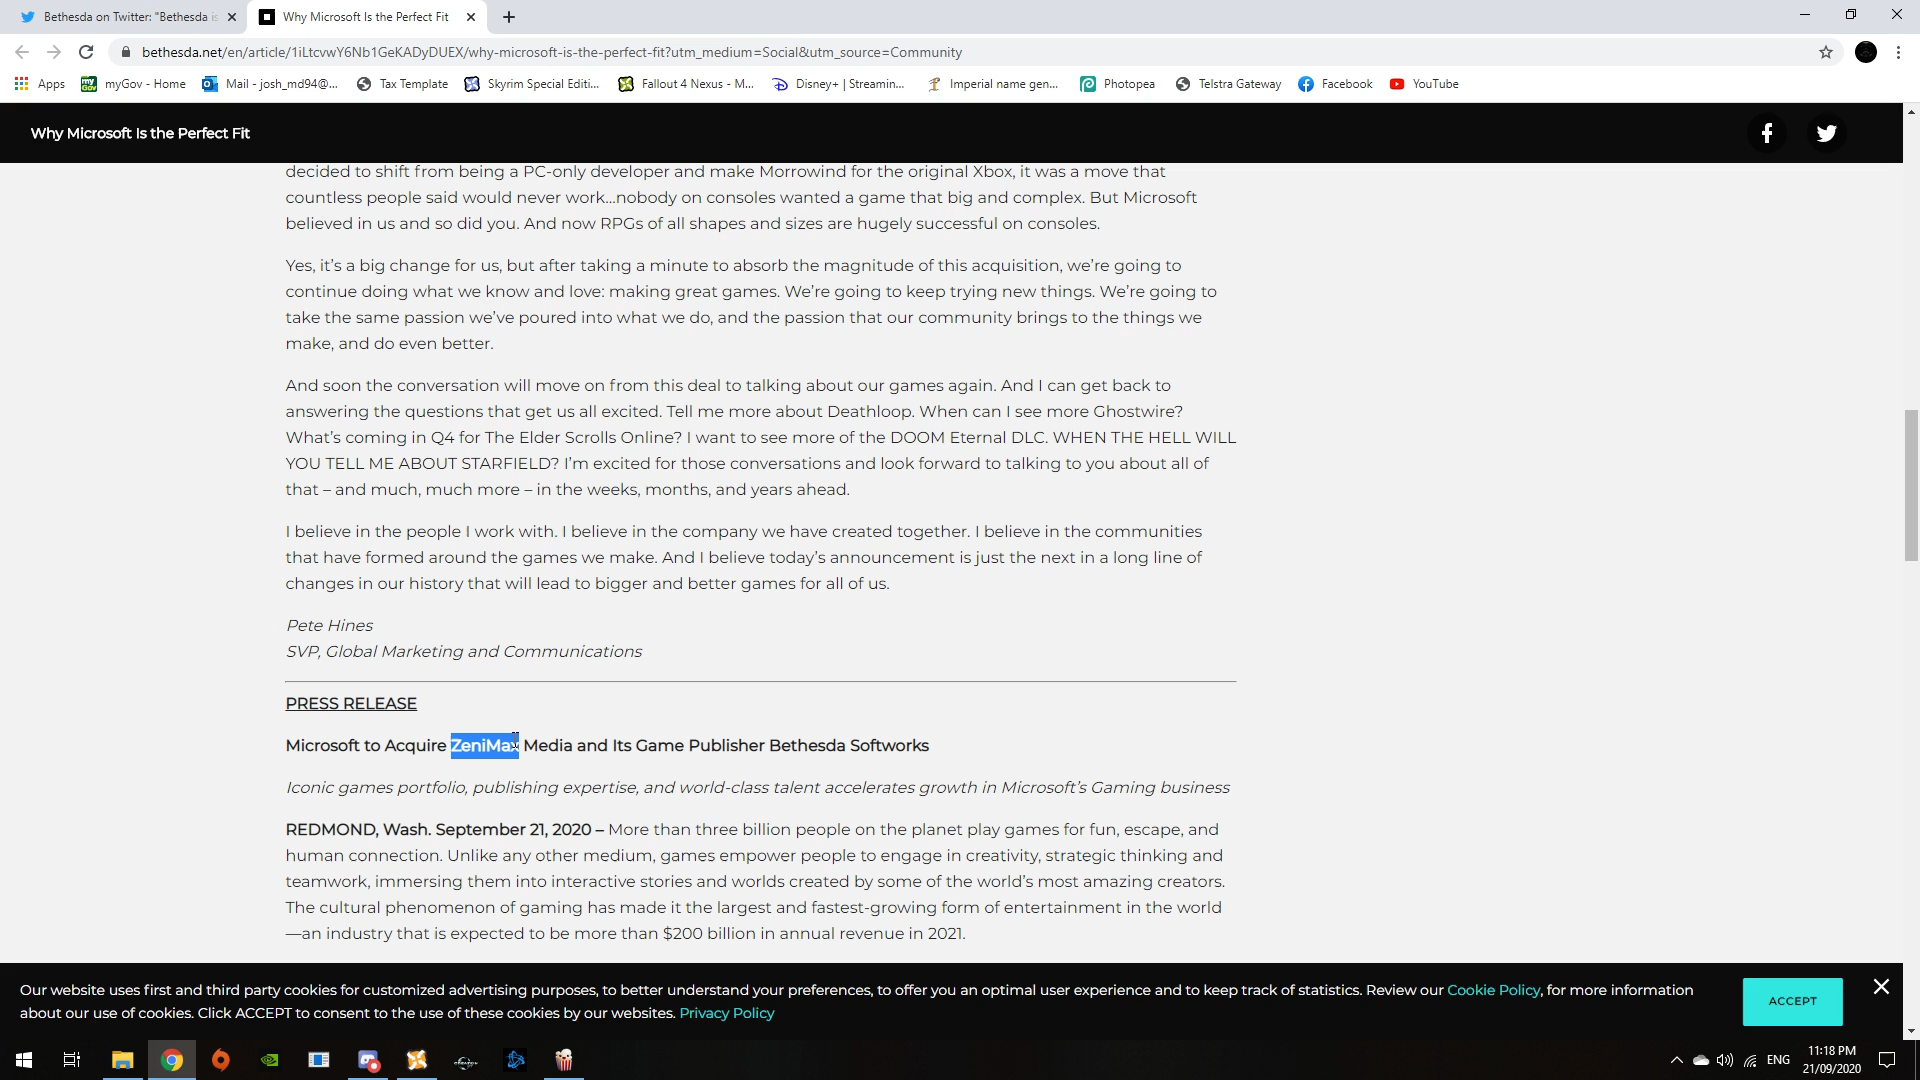 Bethesda on Twitter: "Bethesda is
Why Microsoft Is the Perfect Fit
bethesda.net/en/article/1iLtcvwY6Nb1GeKADyDUEX/why-microsoft-is-the-perfect-fit?utm_medium=Social&utm_source=Community
Apps
myGov - Home
Mail - josh_md94@...
Tax Template
Skyrim Special Editi...
Fallout 4 Nexus - M...
Disney+ | Streamin...
Imperial name gen...
Photopea
Telstra Gateway
Facebook
YouTube
Why Microsoft Is the Perfect Fit
decided to shift from being a PC-only developer and make Morrowind for the original Xbox, it was a move that
countless people said would never work…nobody on consoles wanted a game that big and complex. But Microsoft
believed in us and so did you. And now RPGs of all shapes and sizes are hugely successful on consoles.
Yes, it’s a big change for us, but after taking a minute to absorb the magnitude of this acquisition, we’re going to
continue doing what we know and love: making great games. We’re going to keep trying new things. We’re going to
take the same passion we’ve poured into what we do, and the passion that our community brings to the things we
make, and do even better.
And soon the conversation will move on from this deal to talking about our games again. And I can get back to
answering the questions that get us all excited. Tell me more about Deathloop. When can I see more Ghostwire?
What’s coming in Q4 for The Elder Scrolls Online? I want to see more of the DOOM Eternal DLC. WHEN THE HELL WILL
YOU TELL ME ABOUT STARFIELD? I’m excited for those conversations and look forward to talking to you about all of
that – and much, much more – in the weeks, months, and years ahead.
I believe in the people I work with. I believe in the company we have created together. I believe in the communities
that have formed around the games we make. And I believe today’s announcement is just the next in a long line of
changes in our history that will lead to bigger and better games for all of us.
Pete Hines
SVP, Global Marketing and Communications
PRESS RELEASE
Microsoft to Acquire ZeniMax Media and Its Game Publisher Bethesda Softworks
Iconic games portfolio, publishing expertise, and world-class talent accelerates growth in Microsoft’s Gaming business
REDMOND, Wash. September 21, 2020 – More than three billion people on the planet play games for fun, escape, and
human connection. Unlike any other medium, games empower people to engage in creativity, strategic thinking and
teamwork, immersing them into interactive stories and worlds created by some of the world’s most amazing creators.
The cultural phenomenon of gaming has made it the largest and fastest-growing form of entertainment in the world
—an industry that is expected to be more than $200 billion in annual revenue in 2021.
Our website uses first and third party cookies for customized advertising purposes, to better understand your preferences, to offer you an optimal user experience and to keep track of statistics. Review our Cookie Policy, for more information
about our use of cookies. Click ACCEPT to consent to the use of these cookies by our websites. Privacy Policy
ACCEPT
ENG
11:18 PM
21/09/2020